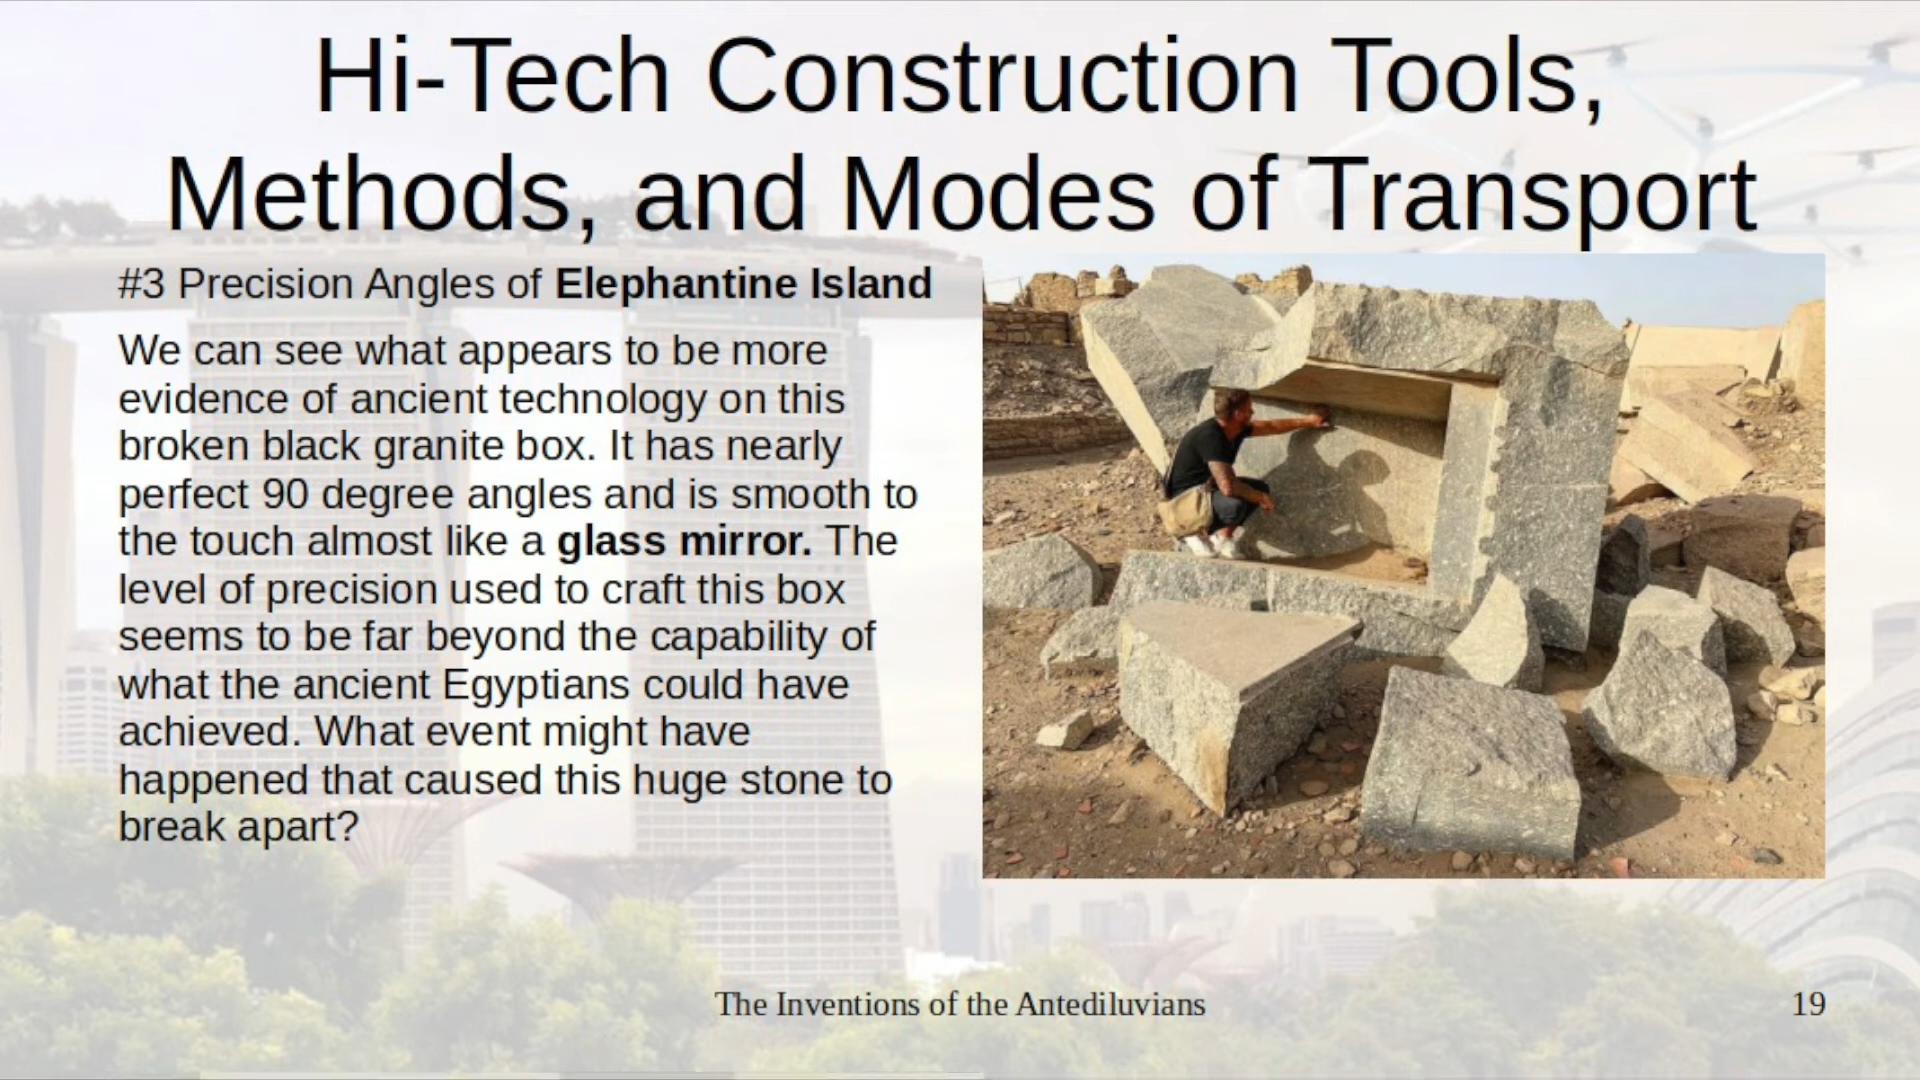 Hi-Tech Construction Tools,
Methods, and Modes of Transport
#3 Precision Angles of Elephantine Island
We can see what appears to be more
evidence of ancient technology on this
broken black granite box. It has nearly
perfect 90 degree angles and is smooth to
the touch almost like a glass mirror. The
level of precision used to craft this box
seems to be far beyond the capability of
what the ancient Egyptians could have
achieved. What event might have
happened that caused this huge stone to
break apart?
The Inventions of the Antediluvians
19